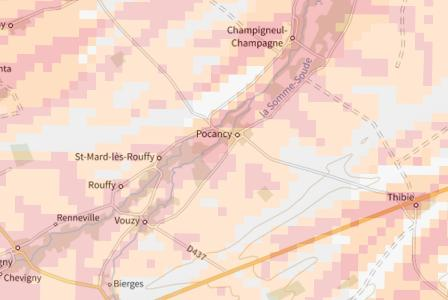 Champigneul-
Champagne
la Somme-Soude
Pocancy
St-Mard-lès-Rouffy
Rouffy
Thibie
Renneville
Vouzy
D437
Chevigny
Bierges